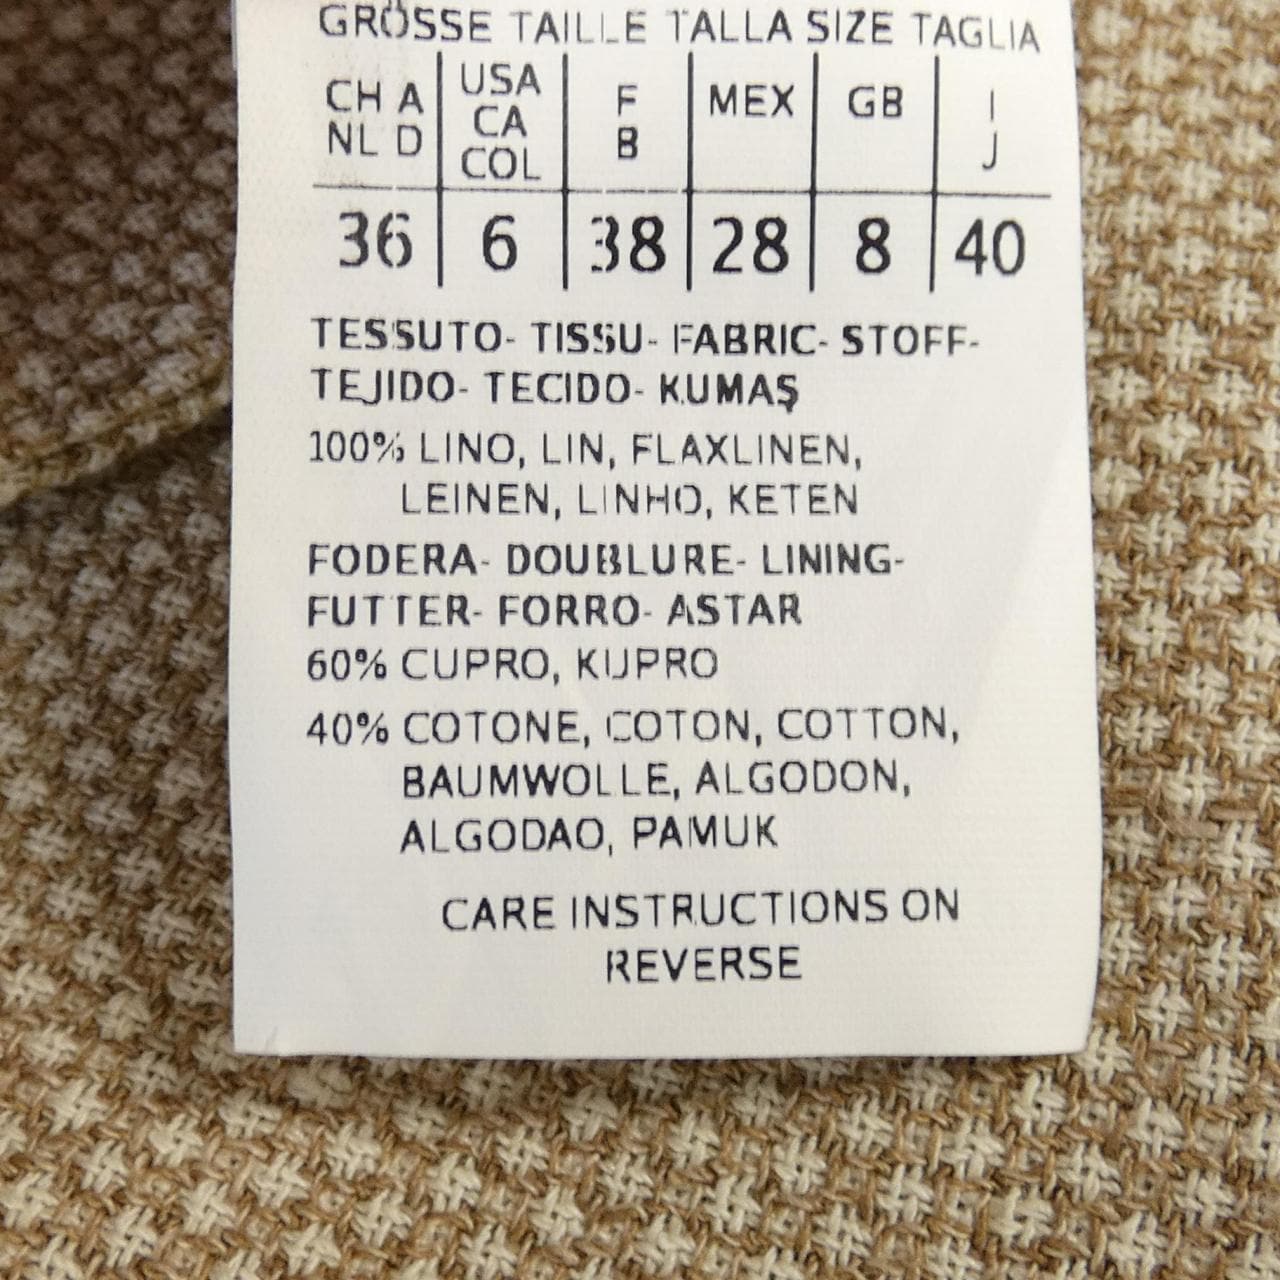 GRÖSSE TAILLE TALLA SIZE TAGLIA
CH A NL D | USA CA COL | F B | MEX | GB | I J
36 | 6 | 38 | 28 | 8 | 40
TESSUTO- TISSU- FABRIC- STOFF-
TEJIDO- TECIDO- KUMAŞ
100% LINO, LIN, FLAXLINEN,
LEINEN, LINHO, KETEN
FODERA- DOUBLURE- LINING-
FUTTER- FORRO- ASTAR
60% CUPRO, KUPRO
40% COTONE, COTON, COTTON,
BAUMWOLLE, ALGODON,
ALGODAO, PAMUK
CARE INSTRUCTIONS ON
REVERSE